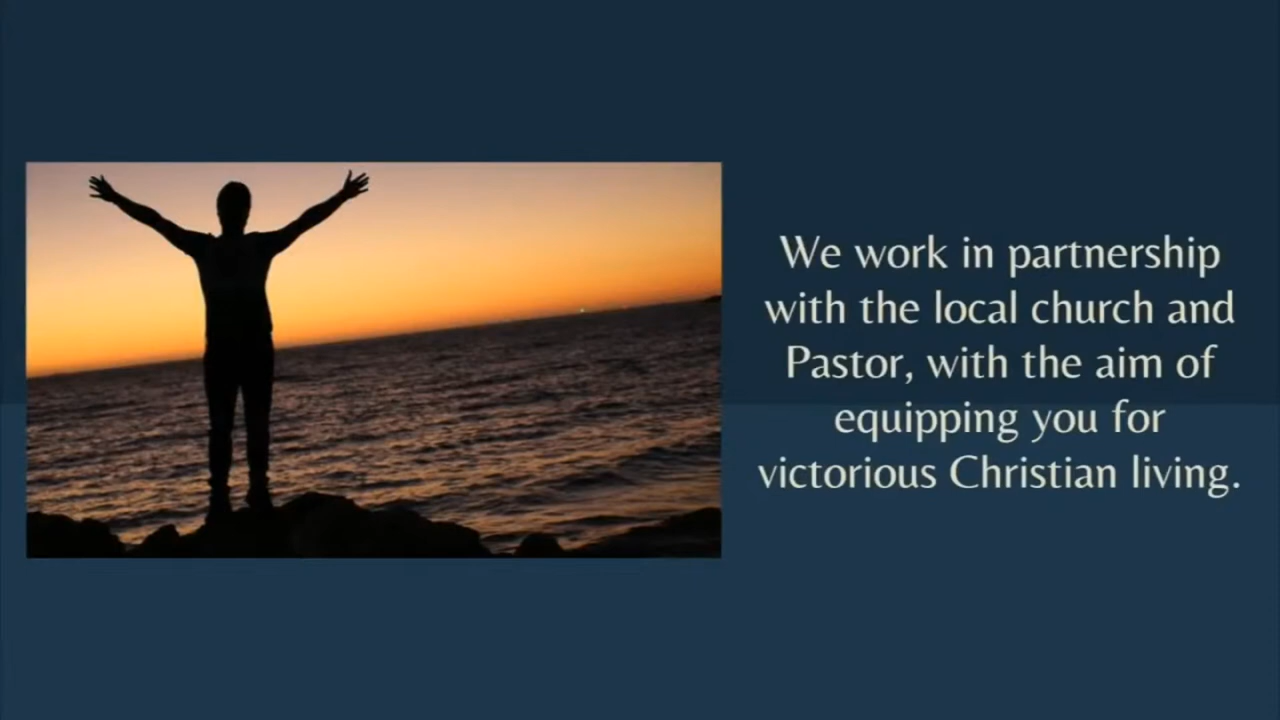 We work in partnership
with the local church and
Pastor, with the aim of
equipping you for
victorious Christian living.